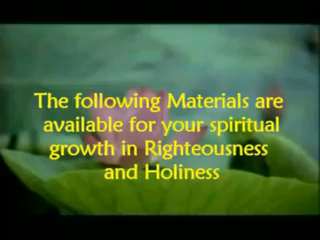 The following Materials are
available for your spiritual
growth in Righteousness
and Holiness